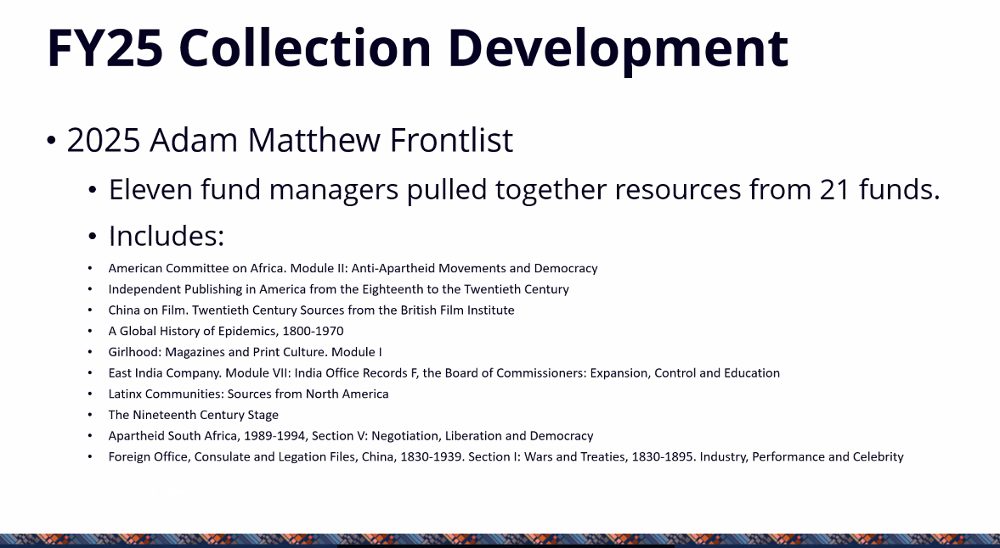 FY25 Collection Development
• 2025 Adam Matthew Frontlist
• Eleven fund managers pulled together resources from 21 funds.
• Includes:
• American Committee on Africa. Module II: Anti-Apartheid Movements and Democracy
• Independent Publishing in America from the Eighteenth to the Twentieth Century
• China on Film. Twentieth Century Sources from the British Film Institute
• A Global History of Epidemics, 1800-1970
• Girlhood: Magazines and Print Culture. Module I
• East India Company. Module VII: India Office Records F, the Board of Commissioners: Expansion, Control and Education
• Latinx Communities: Sources from North America
• The Nineteenth Century Stage
• Apartheid South Africa, 1989-1994, Section V: Negotiation, Liberation and Democracy
• Foreign Office, Consulate and Legation Files, China, 1830-1939. Section I: Wars and Treaties, 1830-1895. Industry, Performance and Celebrity